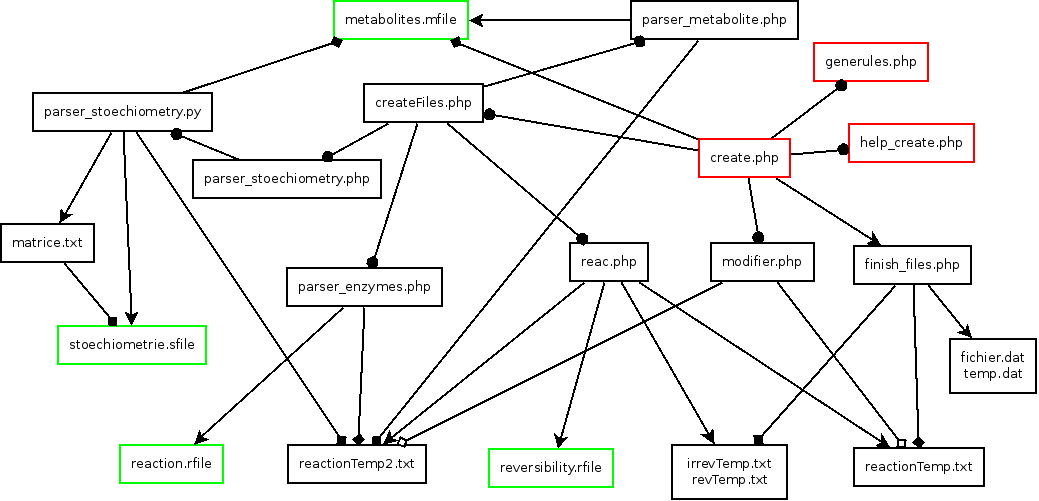 metabolites.mfile
parser_metabolite.php
generules.php
createFiles.php
parser_stoechiometry.py
help_create.php
create.php
parser_stoechiometry.php
matrice.txt
reac.php
modifier.php
finish_files.php
parser_enzymes.php
stoechiometrie.sfile
fichier.dat
temp.dat
reaction.rfile
reactionTemp2.txt
reversibility.rfile
irrevTemp.txt
revTemp.txt
reactionTemp.txt